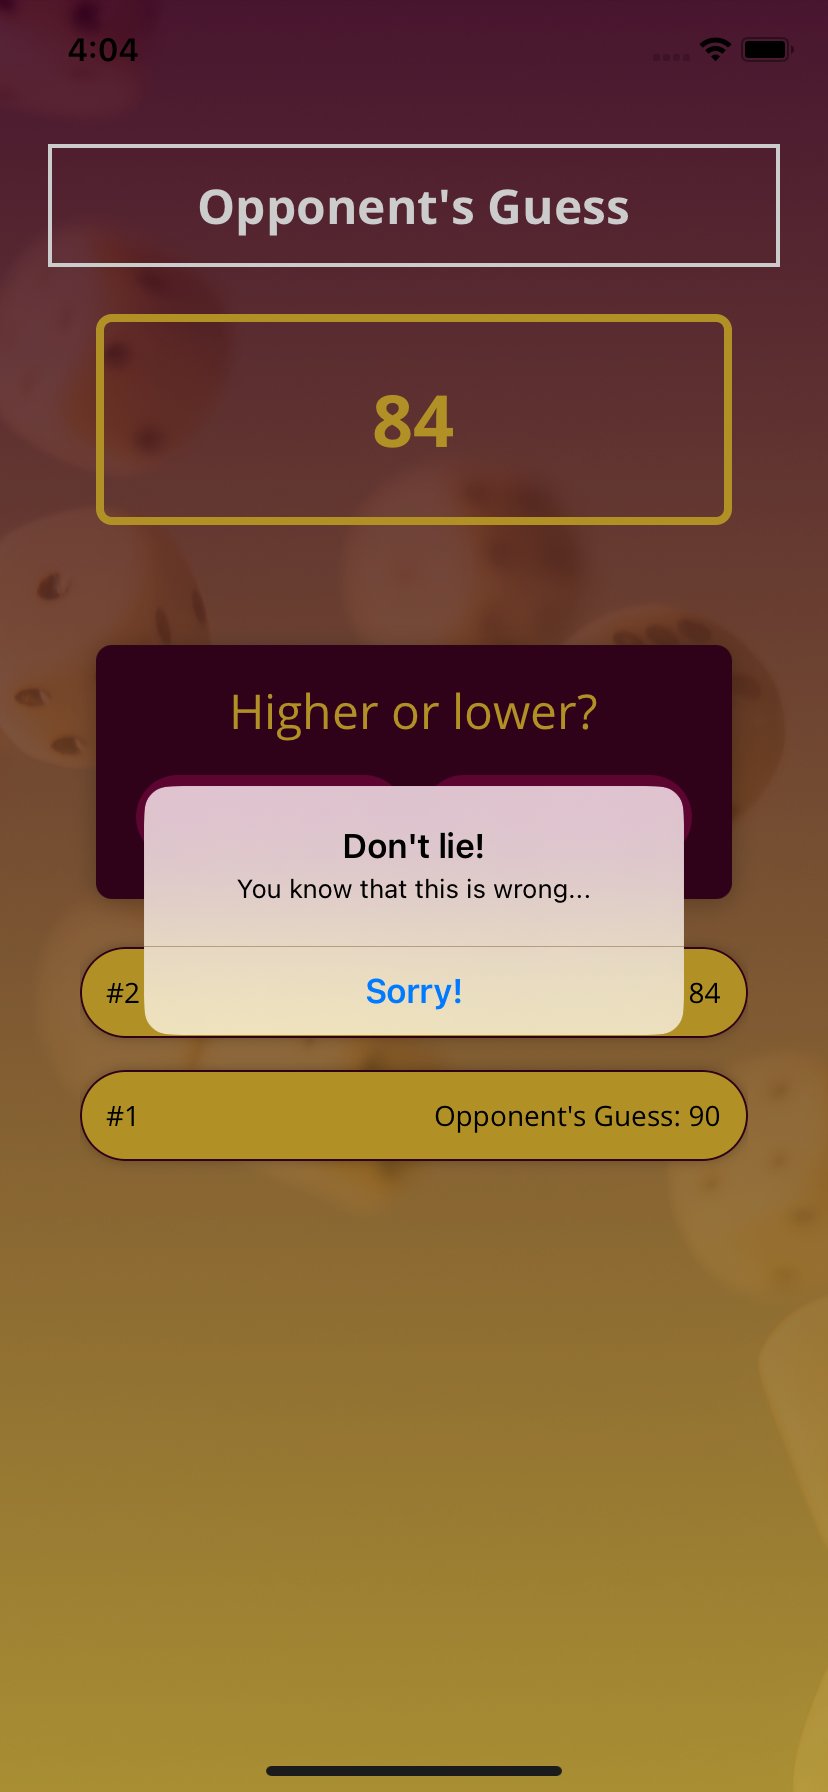 4:04
Opponent's Guess
84
Higher or lower?
Don't lie!
You know that this is wrong...
Sorry!
#2 84
#1 Opponent's Guess: 90